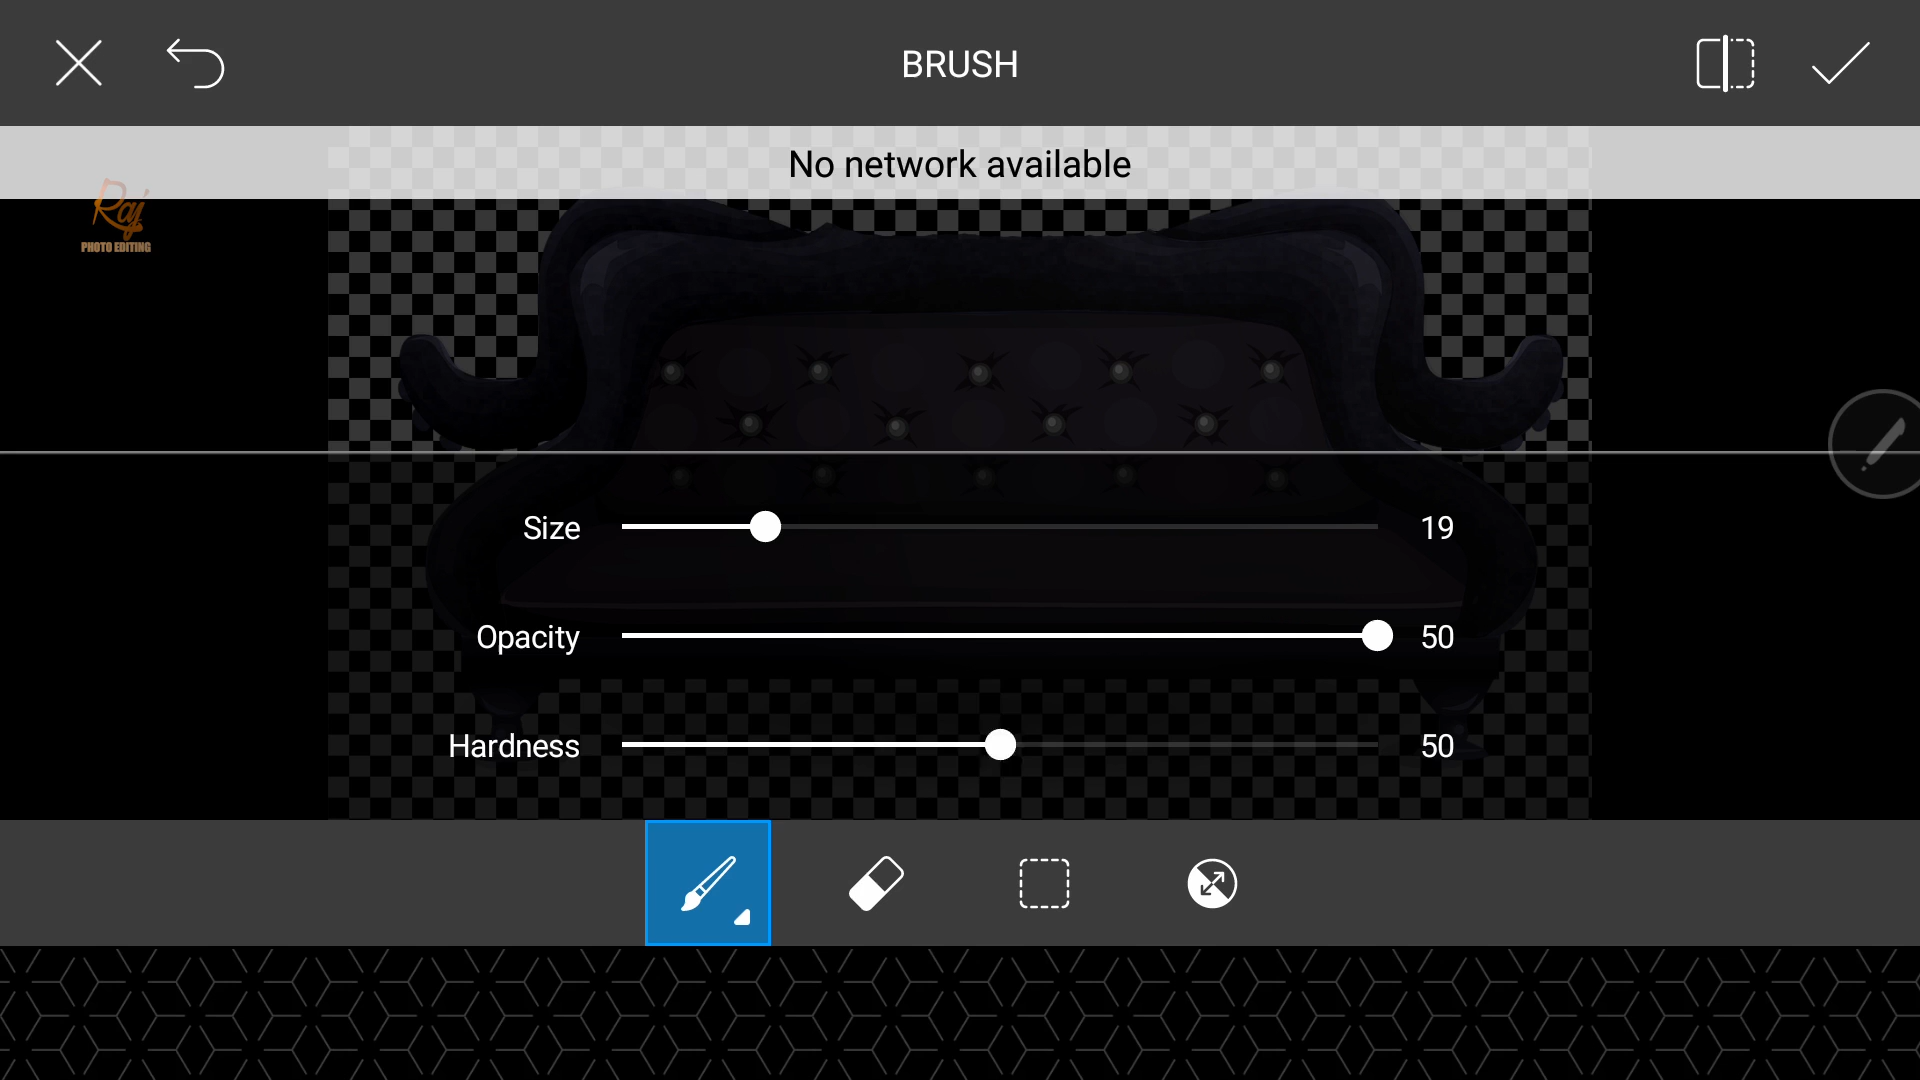 BRUSH
No network available
Raj
PHOTO EDITING
Size 19
Opacity 50
Hardness 50